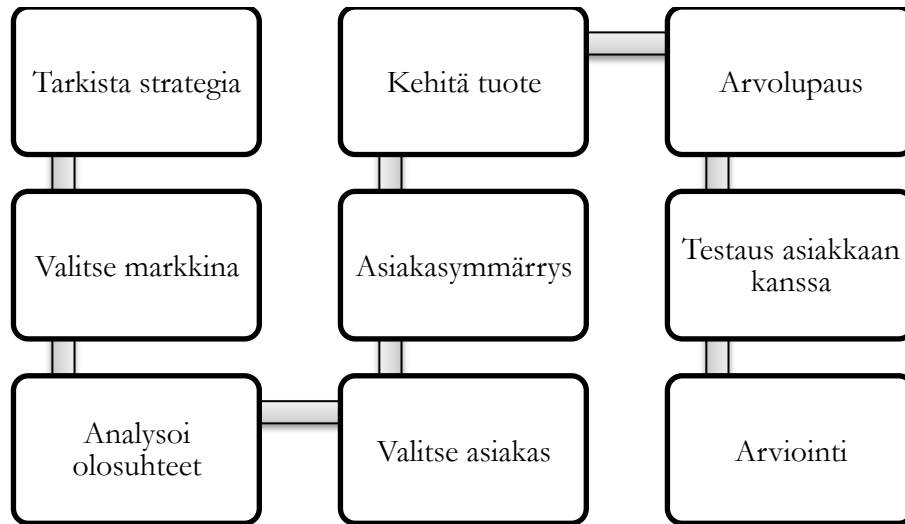 Tarkista strategia
Valitse markkina
Analysoi
olosuhteet
Valitse asiakas
Asiakasymmärrys
Kehitä tuote
Arvolupaus
Testaus asiakkaan
kanssa
Arviointi